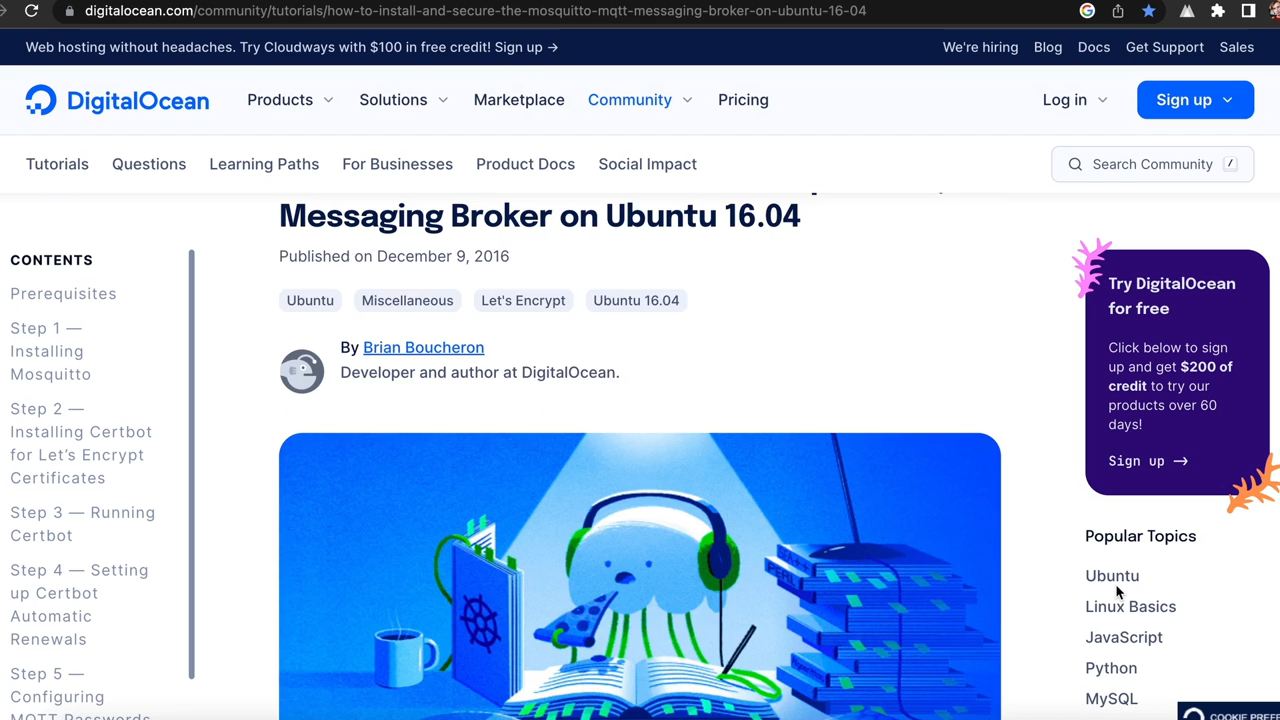 digitalocean.com/community/tutorials/how-to-install-and-secure-the-mosquitto-mqtt-messaging-broker-on-ubuntu-16-04
Web hosting without headaches. Try Cloudways with $100 in free credit! Sign up →
We're hiring Blog Docs Get Support Sales
DigitalOcean
Products Solutions Marketplace Community Pricing
Log in
Sign up
Tutorials Questions Learning Paths For Businesses Product Docs Social Impact
Search Community /
Messaging Broker on Ubuntu 16.04
Published on December 9, 2016
Ubuntu Miscellaneous Let's Encrypt Ubuntu 16.04
By Brian Boucheron
Developer and author at DigitalOcean.
CONTENTS
Prerequisites
Step 1 —
Installing
Mosquitto
Step 2 —
Installing Certbot
for Let’s Encrypt
Certificates
Step 3 — Running
Certbot
Step 4 — Setting
up Certbot
Automatic
Renewals
Step 5 —
Configuring
MQTT Passwords
Try DigitalOcean
for free
Click below to sign
up and get $200 of
credit to try our
products over 60
days!
Sign up →
Popular Topics
Ubuntu
Linux Basics
JavaScript
Python
MySQL